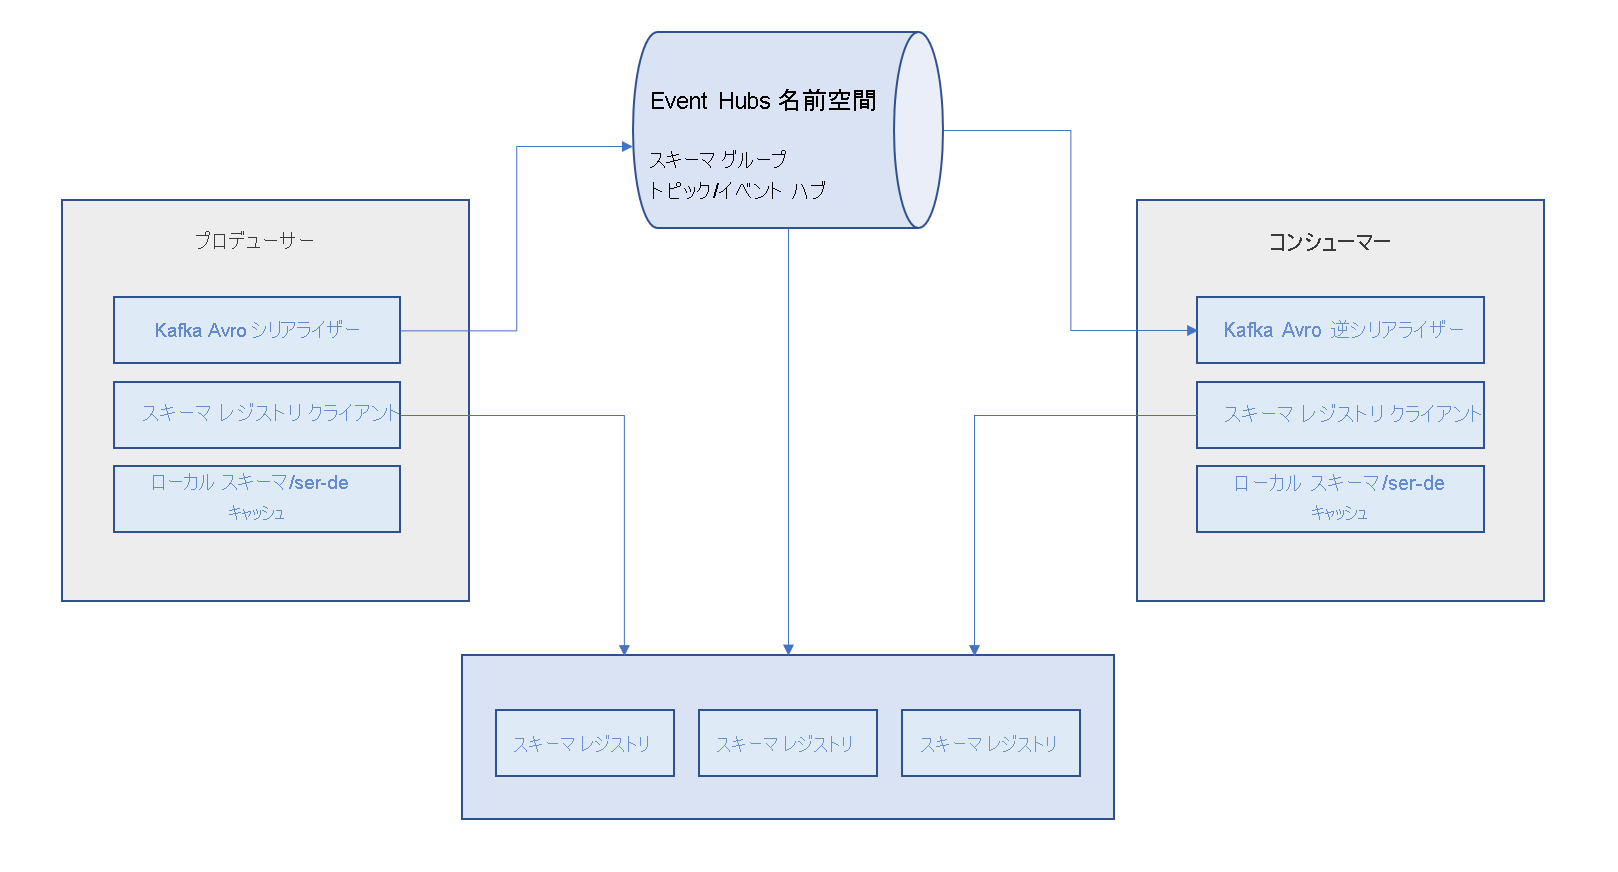 Event Hubs 名前空間
スキーマ グループ
トピック/イベント ハブ
プロデューサー
Kafka Avro シリアライザー
スキーマ レジストリ クライアント
ローカル スキーマ/ser-de
キャッシュ
コンシューマー
Kafka Avro 逆シリアライザー
スキーマ レジストリ クライアント
ローカル スキーマ/ser-de
キャッシュ
スキーマ レジストリ
スキーマ レジストリ
スキーマ レジストリ